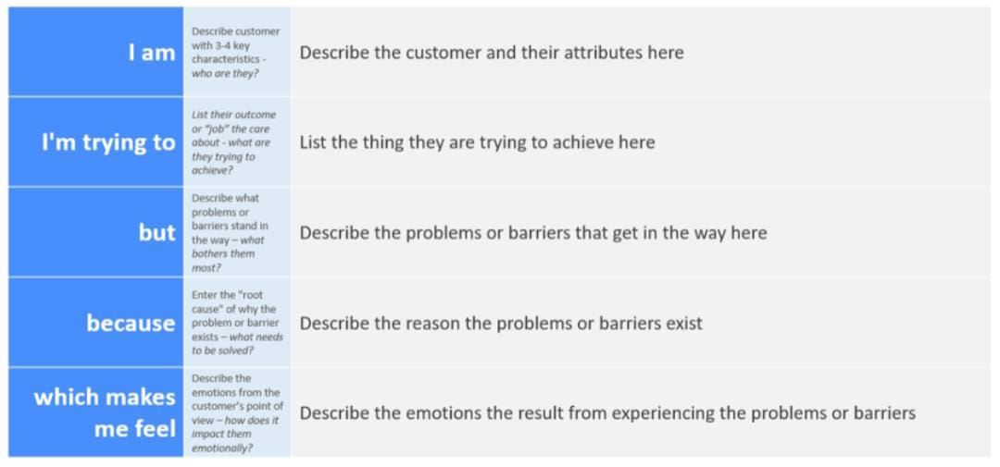 I am
Describe customer
with 3-4 key
characteristics -
who are they?
Describe the customer and their attributes here
I'm trying to
List their outcome
or “job” the care
about - what are
they trying to
achieve?
List the thing they are trying to achieve here
but
Describe what
problems or
barriers stand in
the way – what
bothers them
most?
Describe the problems or barriers that get in the way here
because
Enter the "root
cause" of why the
problem or barrier
exists – what needs
to be solved?
Describe the reason the problems or barriers exist
which makes
me feel
Describe the
emotions from the
customer's point of
view – how does it
impact them
emotionally?
Describe the emotions the result from experiencing the problems or barriers